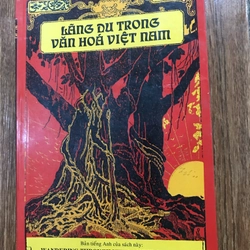 LÃNG DU TRONG
VĂN HOÁ VIỆT NAM
Bản tiếng Anh của sách này: